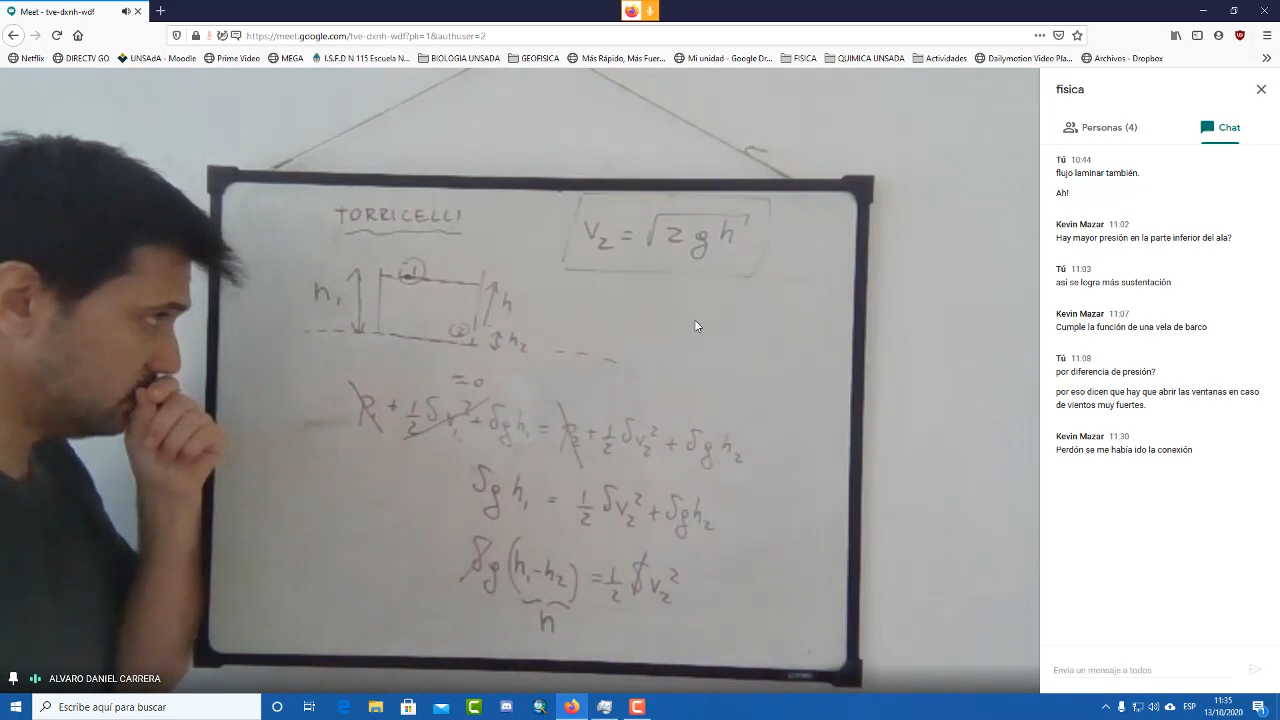 Meet - tve-dxnh-wdf
https://meet.google.com/tve-dxnh-wdf?pli=1&authuser=2
Netflix DIRECTV GO UNSAdA - Moodle Prime Video MEGA I.S.F.D N 115 Escuela N... BIOLOGIA UNSADA GEOFISICA Más Rápido, Más Fuer... Mi unidad - Google Dr... FISICA QUIMICA UNSADA Actividades Dailymotion Video Pla... Archivos - Dropbox
TORRICELLI
V₂ = √2gh
1
h₁
h
2
h₂
=0
P₁ + 1/2 δv₁² + δgh₁ = P₂ + 1/2 δv₂² + δgh₂
δgh₁ = 1/2 δv₂² + δgh₂
δg(h₁-h₂) = 1/2 δv₂²
h
ALVARO DANIEL CARRERA
fisica
Personas (4) Chat
Tú 10:44
flujo laminar también.
Ah!
Kevin Mazar 11:02
Hay mayor presión en la parte inferior del ala?
Tú 11:03
asi se logra más sustentación
Kevin Mazar 11:07
Cumple la función de una vela de barco
Tú 11:08
por diferencia de presión?
por eso dicen que hay que abrir las ventanas en caso
de vientos muy fuertes.
Kevin Mazar 11:30
Perdón se me había ido la conexión
Envía un mensaje a todos
Escribe aquí para buscar
ESP
11:35
13/10/2020
1